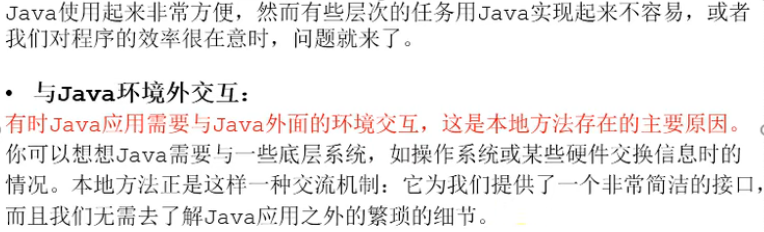 Java使用起来非常方便，然而有些层次的任务用Java实现起来不容易，或者
我们对程序的效率很在意时，问题就来了。
• 与Java环境外交互：
有时Java应用需要与Java外面的环境交互，这是本地方法存在的主要原因。
你可以想想Java需要与一些底层系统，如操作系统或某些硬件交换信息时的
情况。本地方法正是这样一种交流机制：它为我们提供了一个非常简洁的接口，
而且我们无需去了解Java应用之外的繁琐的细节。